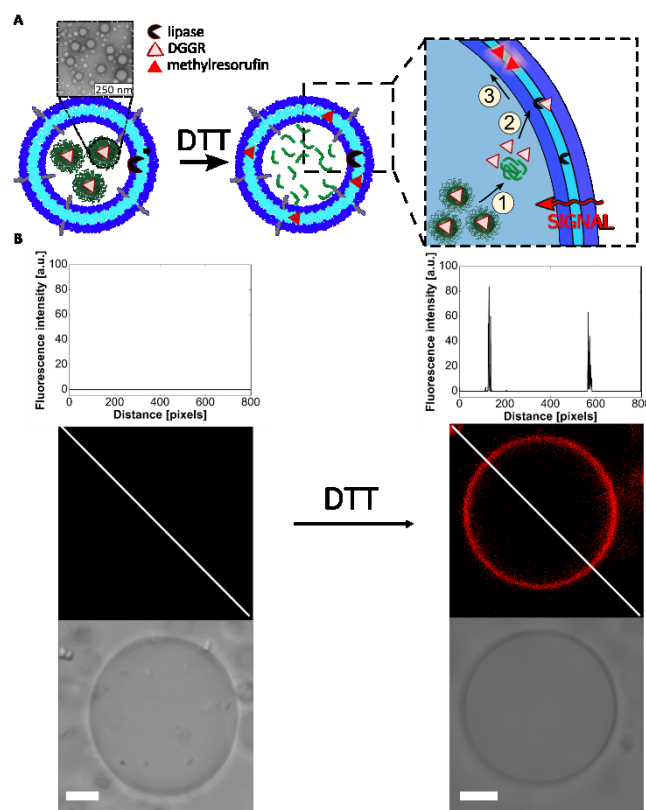 A
lipase
DGGR
methylresorufin
250 nm
DTT
3
2
1
SIGNAL
B
Fluorescence intensity [a.u.]
100
80
60
40
20
0
0 200 400 600 800
Distance [pixels]
Fluorescence intensity [a.u.]
100
80
60
40
20
0
0 200 400 600 800
Distance [pixels]
DTT